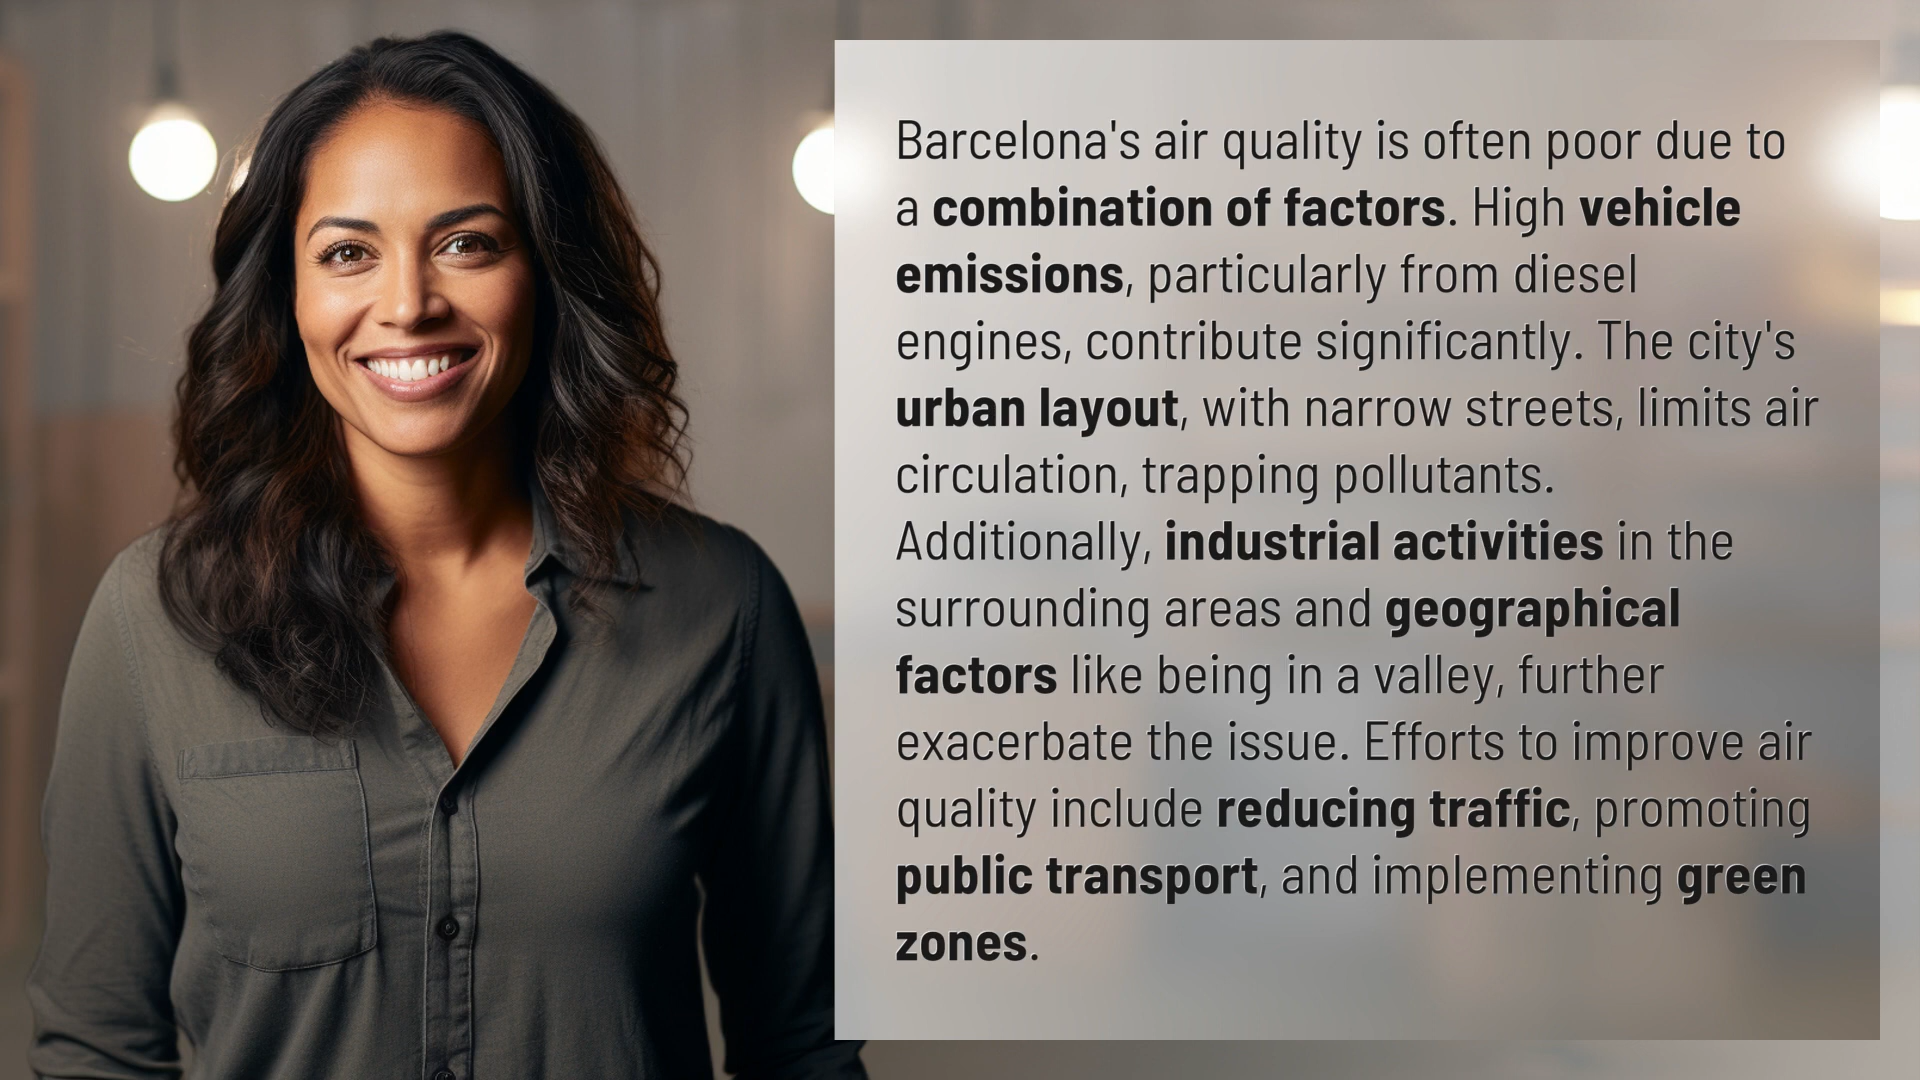 Barcelona's air quality is often poor due to
a combination of factors. High vehicle
emissions, particularly from diesel
engines, contribute significantly. The city's
urban layout, with narrow streets, limits air
circulation, trapping pollutants.
Additionally, industrial activities in the
surrounding areas and geographical
factors like being in a valley, further
exacerbate the issue. Efforts to improve air
quality include reducing traffic, promoting
public transport, and implementing green
zones.